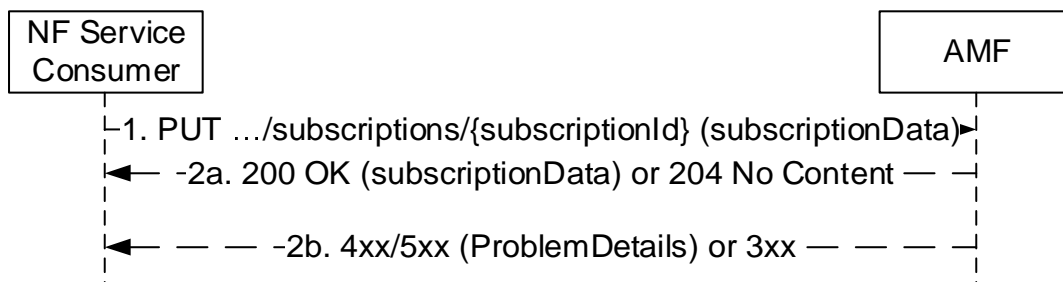 NF Service
Consumer
AMF
1. PUT …/subscriptions/{subscriptionId} (subscriptionData)
2a. 200 OK (subscriptionData) or 204 No Content
2b. 4xx/5xx (ProblemDetails) or 3xx